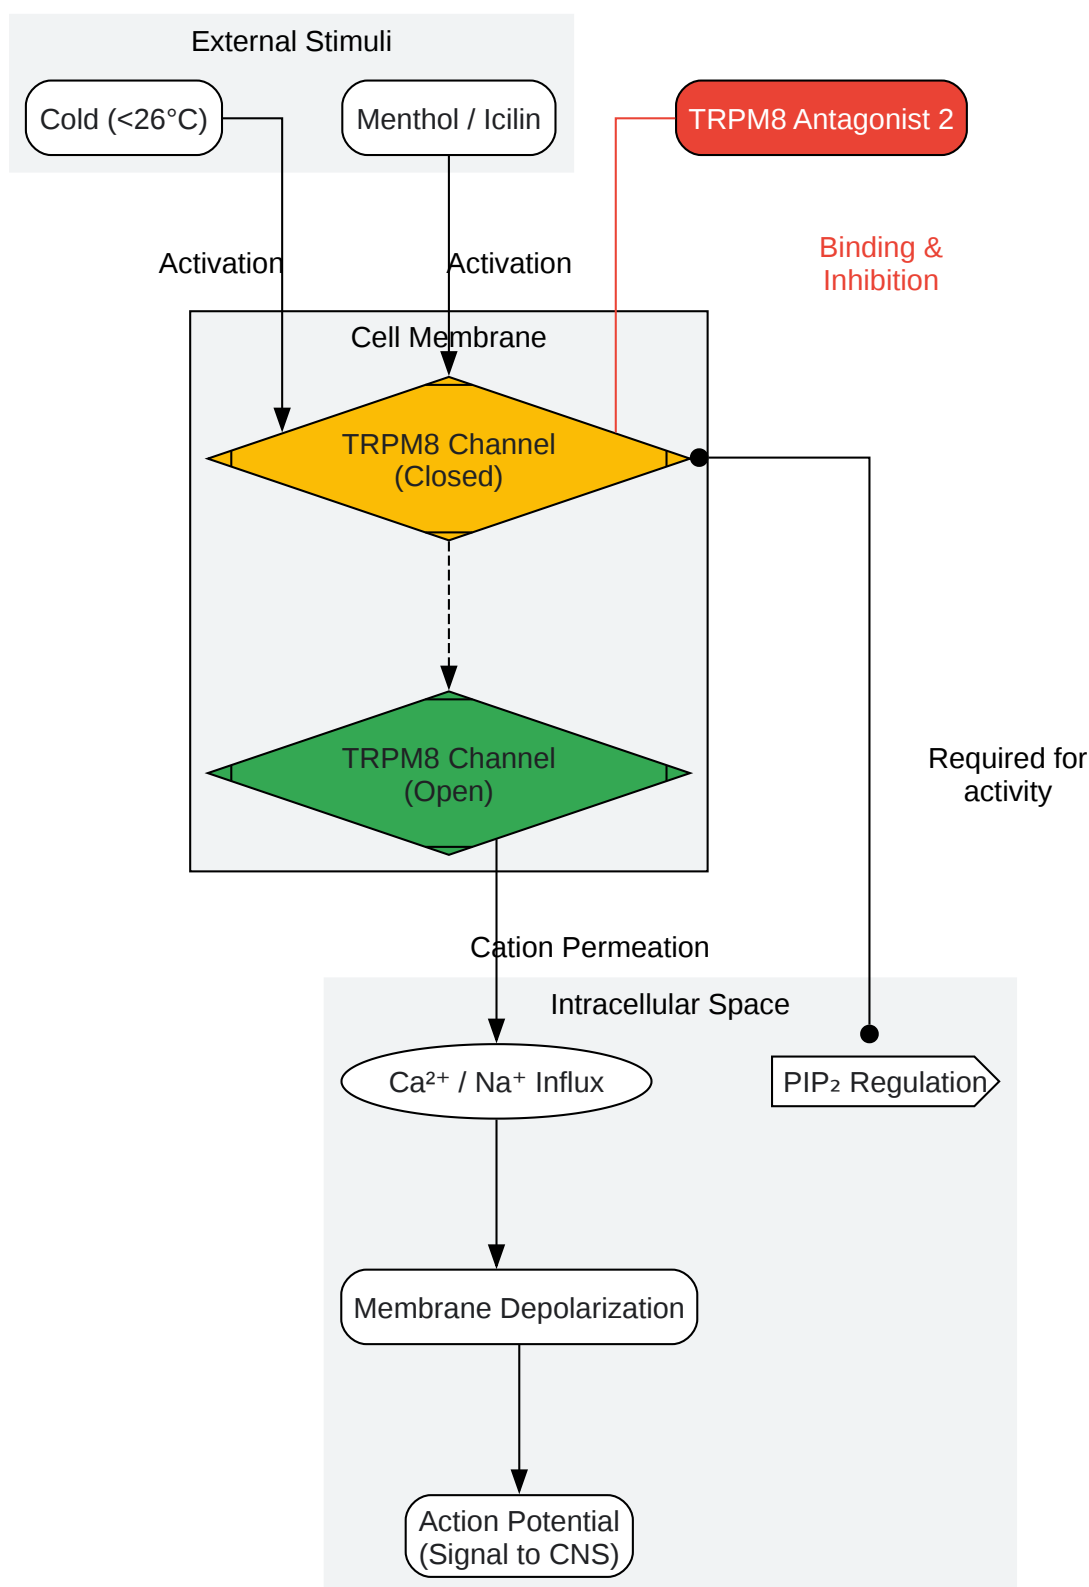 External Stimuli
Cold (<26°C)
Menthol / Icilin
TRPM8 Antagonist 2
Activation
Activation
Binding &
Inhibition
Cell Membrane
TRPM8 Channel
(Closed)
TRPM8 Channel
(Open)
Required for
activity
Cation Permeation
Intracellular Space
Ca²⁺ / Na⁺ Influx
PIP₂ Regulation
Membrane Depolarization
Action Potential
(Signal to CNS)